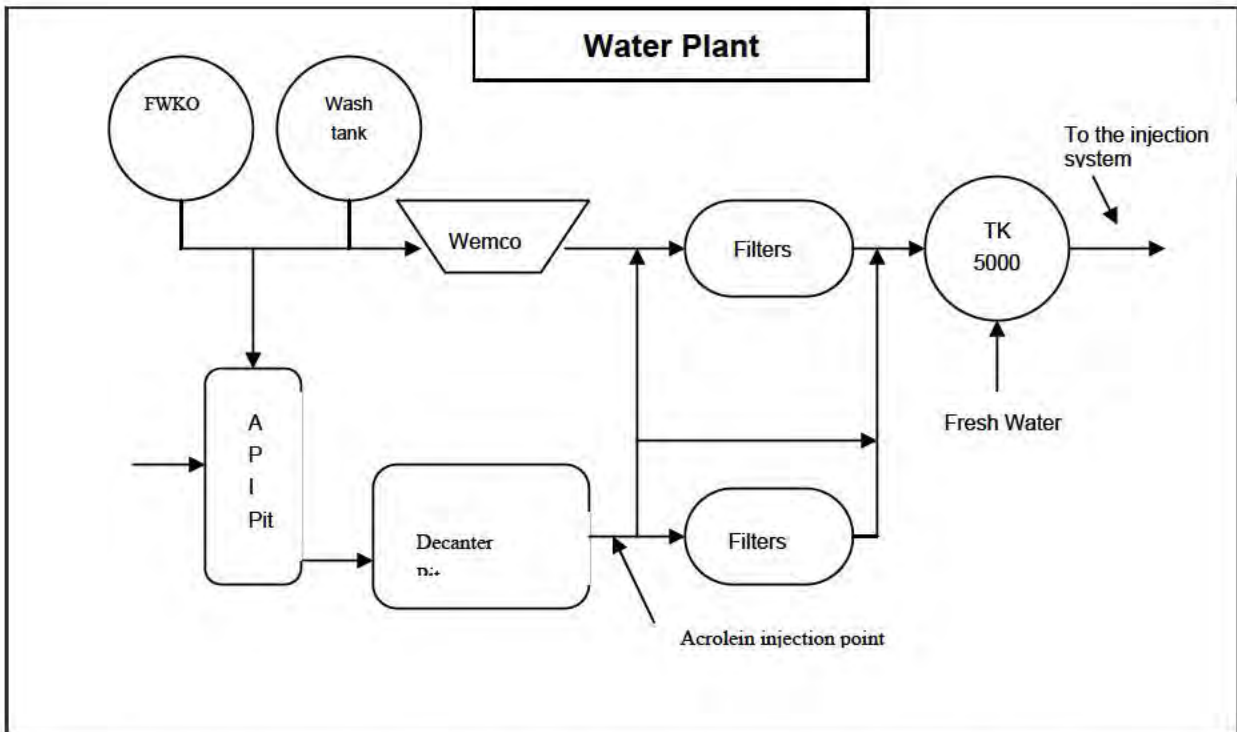 Water Plant
FWKO
Wash
tank
To the injection
system
Wemco
Filters
TK
5000
Fresh Water
A
P
I
Pit
Decanter
Pit
Filters
Acrolein injection point